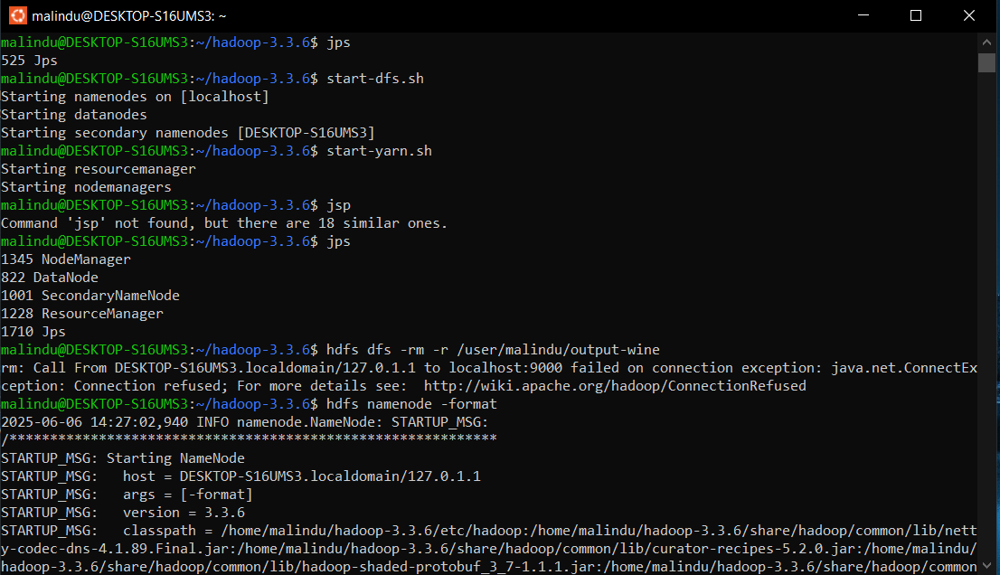 malindu@DESKTOP-S16UMS3: ~
malindu@DESKTOP-S16UMS3:~/hadoop-3.3.6$ jps
525 Jps
malindu@DESKTOP-S16UMS3:~/hadoop-3.3.6$ start-dfs.sh
Starting namenodes on [localhost]
Starting datanodes
Starting secondary namenodes [DESKTOP-S16UMS3]
malindu@DESKTOP-S16UMS3:~/hadoop-3.3.6$ start-yarn.sh
Starting resourcemanager
Starting nodemanagers
malindu@DESKTOP-S16UMS3:~/hadoop-3.3.6$ jsp
Command 'jsp' not found, but there are 18 similar ones.
malindu@DESKTOP-S16UMS3:~/hadoop-3.3.6$ jps
1345 NodeManager
822 DataNode
1001 SecondaryNameNode
1228 ResourceManager
1710 Jps
malindu@DESKTOP-S16UMS3:~/hadoop-3.3.6$ hdfs dfs -rm -r /user/malindu/output-wine
rm: Call From DESKTOP-S16UMS3.localdomain/127.0.1.1 to localhost:9000 failed on connection exception: java.net.ConnectEx
ception: Connection refused; For more details see:  http://wiki.apache.org/hadoop/ConnectionRefused
malindu@DESKTOP-S16UMS3:~/hadoop-3.3.6$ hdfs namenode -format
2025-06-06 14:27:02,940 INFO namenode.NameNode: STARTUP_MSG:
/************************************************************
STARTUP_MSG: Starting NameNode
STARTUP_MSG:   host = DESKTOP-S16UMS3.localdomain/127.0.1.1
STARTUP_MSG:   args = [-format]
STARTUP_MSG:   version = 3.3.6
STARTUP_MSG:   classpath = /home/malindu/hadoop-3.3.6/etc/hadoop:/home/malindu/hadoop-3.3.6/share/hadoop/common/lib/nett
y-codec-dns-4.1.89.Final.jar:/home/malindu/hadoop-3.3.6/share/hadoop/common/lib/curator-recipes-5.2.0.jar:/home/malindu/
hadoop-3.3.6/share/hadoop/common/lib/hadoop-shaded-protobuf_3_7-1.1.1.jar:/home/malindu/hadoop-3.3.6/share/hadoop/common